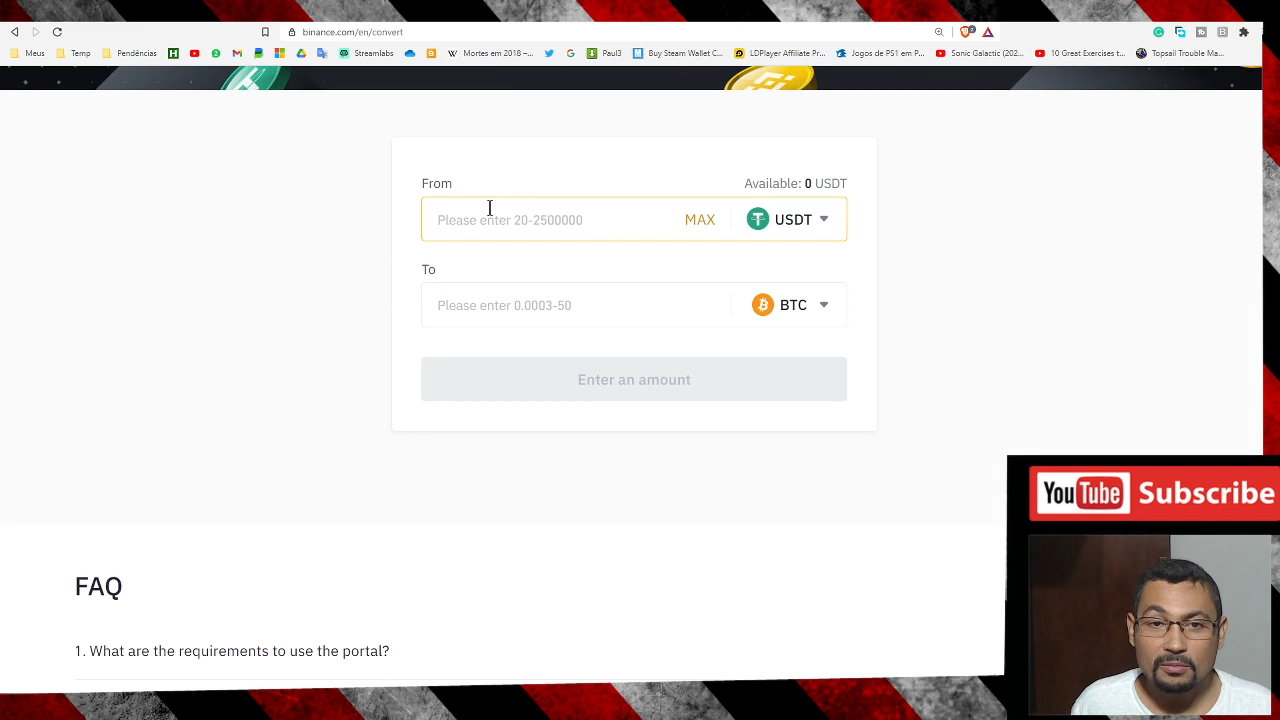 binance.com/en/convert
Meus Temp Pendências Streamlabs Mortes em 2018 –... Paul3 Buy Steam Wallet C... LDPlayer Affiliate Pr... Jogos de PS1 em P... Sonic Galactic (202... 10 Great Exercises t... Topsail Trouble Ma...
From
Available: 0 USDT
Please enter 20-2500000
MAX
USDT
To
Please enter 0.0003-50
BTC
Enter an amount
YouTube Subscribe
FAQ
1. What are the requirements to use the portal?